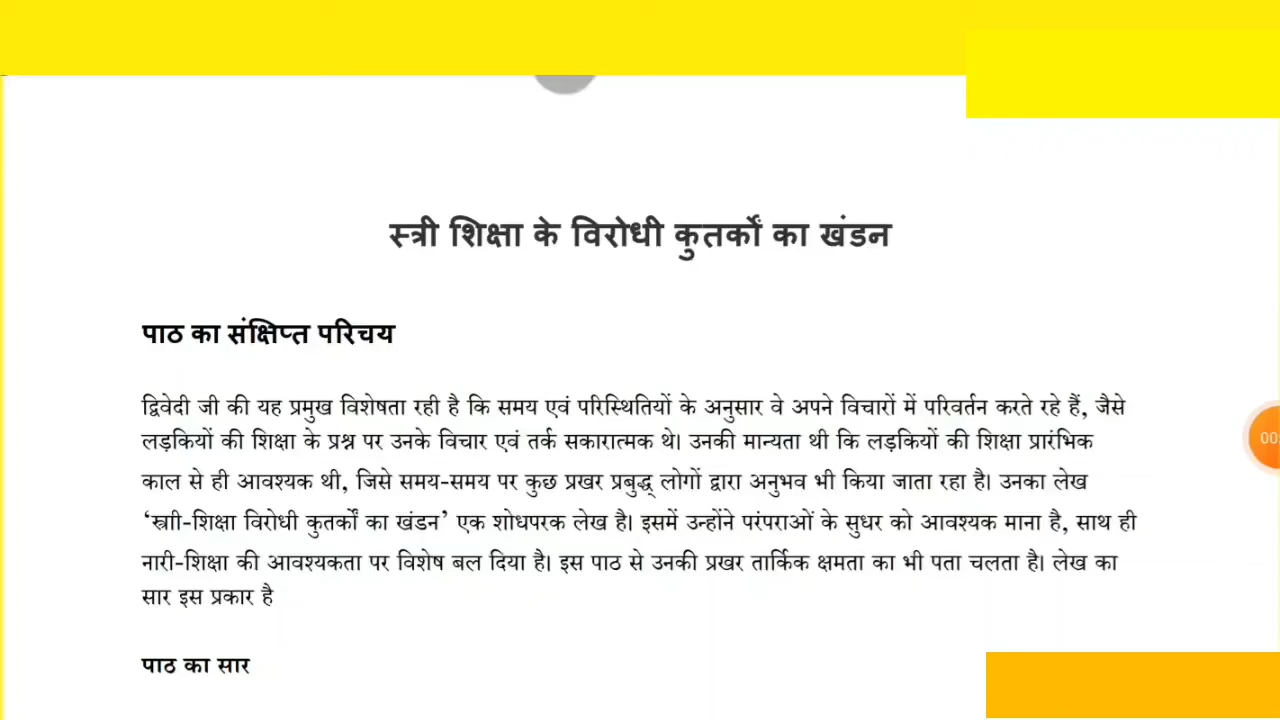 स्त्री शिक्षा के विरोधी कुतर्कों का खंडन
पाठ का संक्षिप्त परिचय
द्विवेदी जी की यह प्रमुख विशेषता रही है कि समय एवं परिस्थितियों के अनुसार वे अपने विचारों में परिवर्तन करते रहे हैं, जैसे
लड़कियों की शिक्षा के प्रश्न पर उनके विचार एवं तर्क सकारात्मक थे। उनकी मान्यता थी कि लड़कियों की शिक्षा प्रारंभिक
काल से ही आवश्यक थी, जिसे समय-समय पर कुछ प्रखर प्रबुद्ध् लोगों द्वारा अनुभव भी किया जाता रहा है। उनका लेख
‘स्त्राी-शिक्षा विरोधी कुतर्कों का खंडन’ एक शोधपरक लेख है। इसमें उन्होंने परंपराओं के सुधर को आवश्यक माना है, साथ ही
नारी-शिक्षा की आवश्यकता पर विशेष बल दिया है। इस पाठ से उनकी प्रखर तार्किक क्षमता का भी पता चलता है। लेख का
सार इस प्रकार है
पाठ का सार